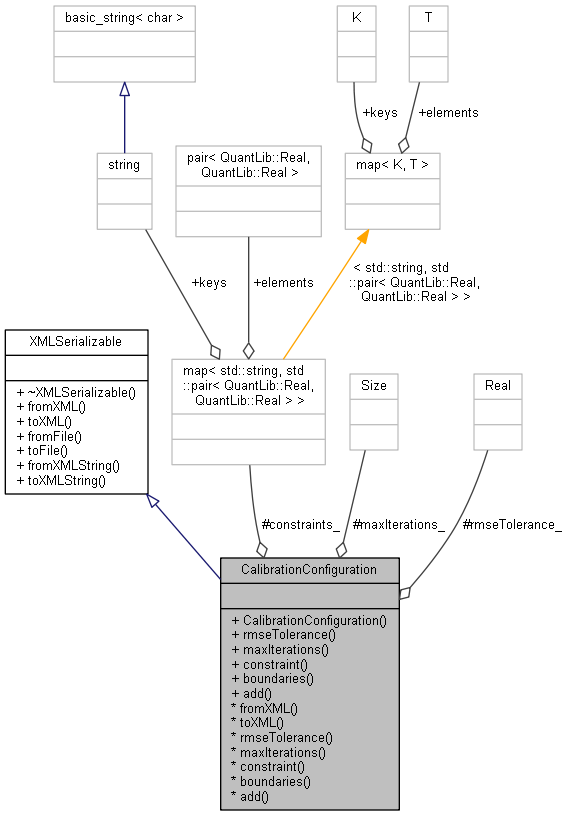 basic_string< char >
K
T
+keys
+elements
string
pair< QuantLib::Real,
QuantLib::Real >
map< K, T >
+keys
+elements
< std::string, std
::pair< QuantLib::Real,
QuantLib::Real > >
XMLSerializable
+ ~XMLSerializable()
+ fromXML()
+ toXML()
+ fromFile()
+ toFile()
+ fromXMLString()
+ toXMLString()
map< std::string, std
::pair< QuantLib::Real,
QuantLib::Real > >
Size
Real
#constraints_
#maxIterations_
#rmseTolerance_
CalibrationConfiguration
+ CalibrationConfiguration()
+ rmseTolerance()
+ maxIterations()
+ constraint()
+ boundaries()
+ add()
* fromXML()
* toXML()
* rmseTolerance()
* maxIterations()
* constraint()
* boundaries()
* add()